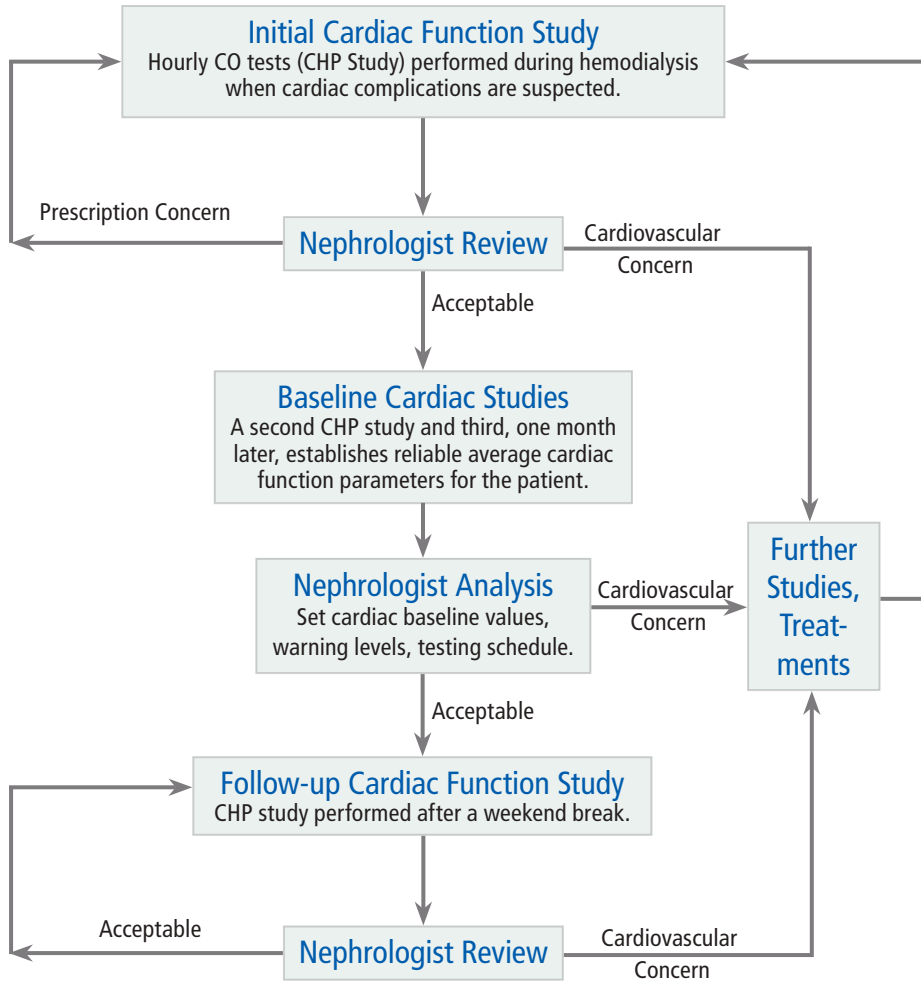 Initial Cardiac Function Study
Hourly CO tests (CHP Study) performed during hemodialysis
when cardiac complications are suspected.
Prescription Concern
Nephrologist Review
Cardiovascular
Concern
Acceptable
Baseline Cardiac Studies
A second CHP study and third, one month
later, establishes reliable average cardiac
function parameters for the patient.
Nephrologist Analysis
Set cardiac baseline values,
warning levels, testing schedule.
Cardiovascular
Concern
Further
Studies,
Treat-
ments
Acceptable
Follow-up Cardiac Function Study
CHP study performed after a weekend break.
Acceptable
Nephrologist Review
Cardiovascular
Concern